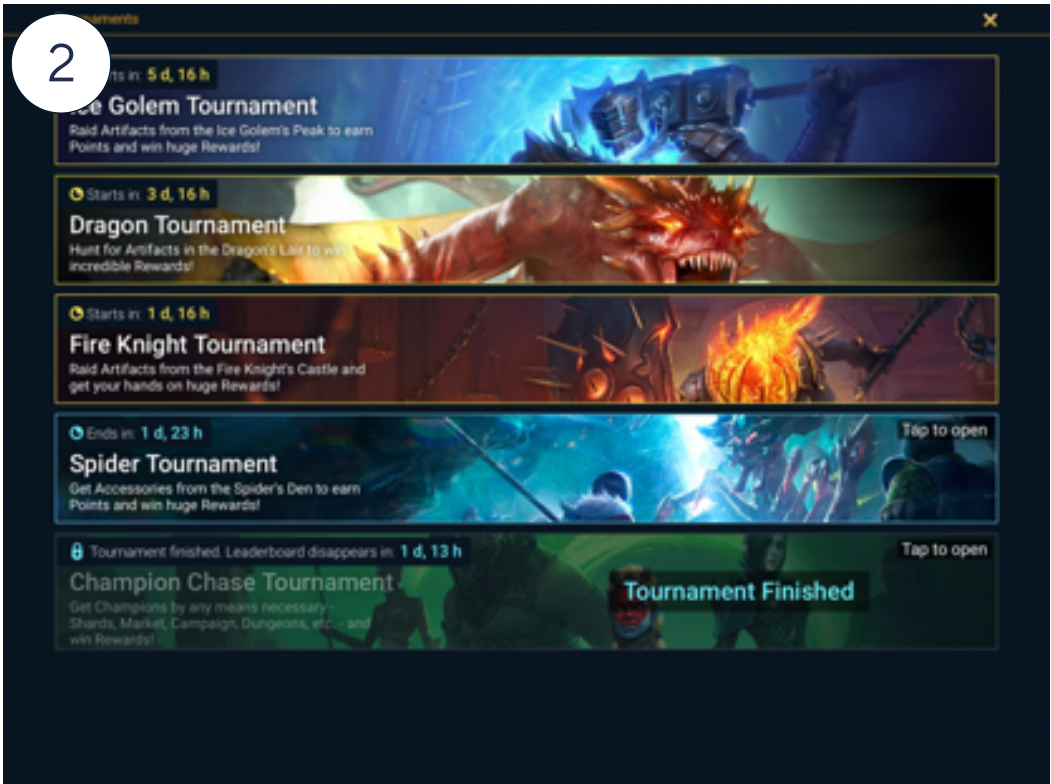 2
Starts in: 5 d, 16 h
Ice Golem Tournament
Raid Artifacts from the Ice Golem's Peak to earn
Points and win huge Rewards!
Starts in: 3 d, 16 h
Dragon Tournament
Hunt for Artifacts in the Dragon's Lair to win
incredible Rewards!
Starts in: 1 d, 16 h
Fire Knight Tournament
Raid Artifacts from the Fire Knight's Castle and
get your hands on huge Rewards!
Ends in: 1 d, 23 h
Tap to open
Spider Tournament
Get Accessories from the Spider's Den to earn
Points and win huge Rewards!
Tournament finished. Leaderboard disappears in: 1 d, 13 h
Tap to open
Champion Chase Tournament
Tournament Finished
Get Champions by any means necessary -
Shards, Market, Campaign, Dungeons, etc. - and
win Rewards!